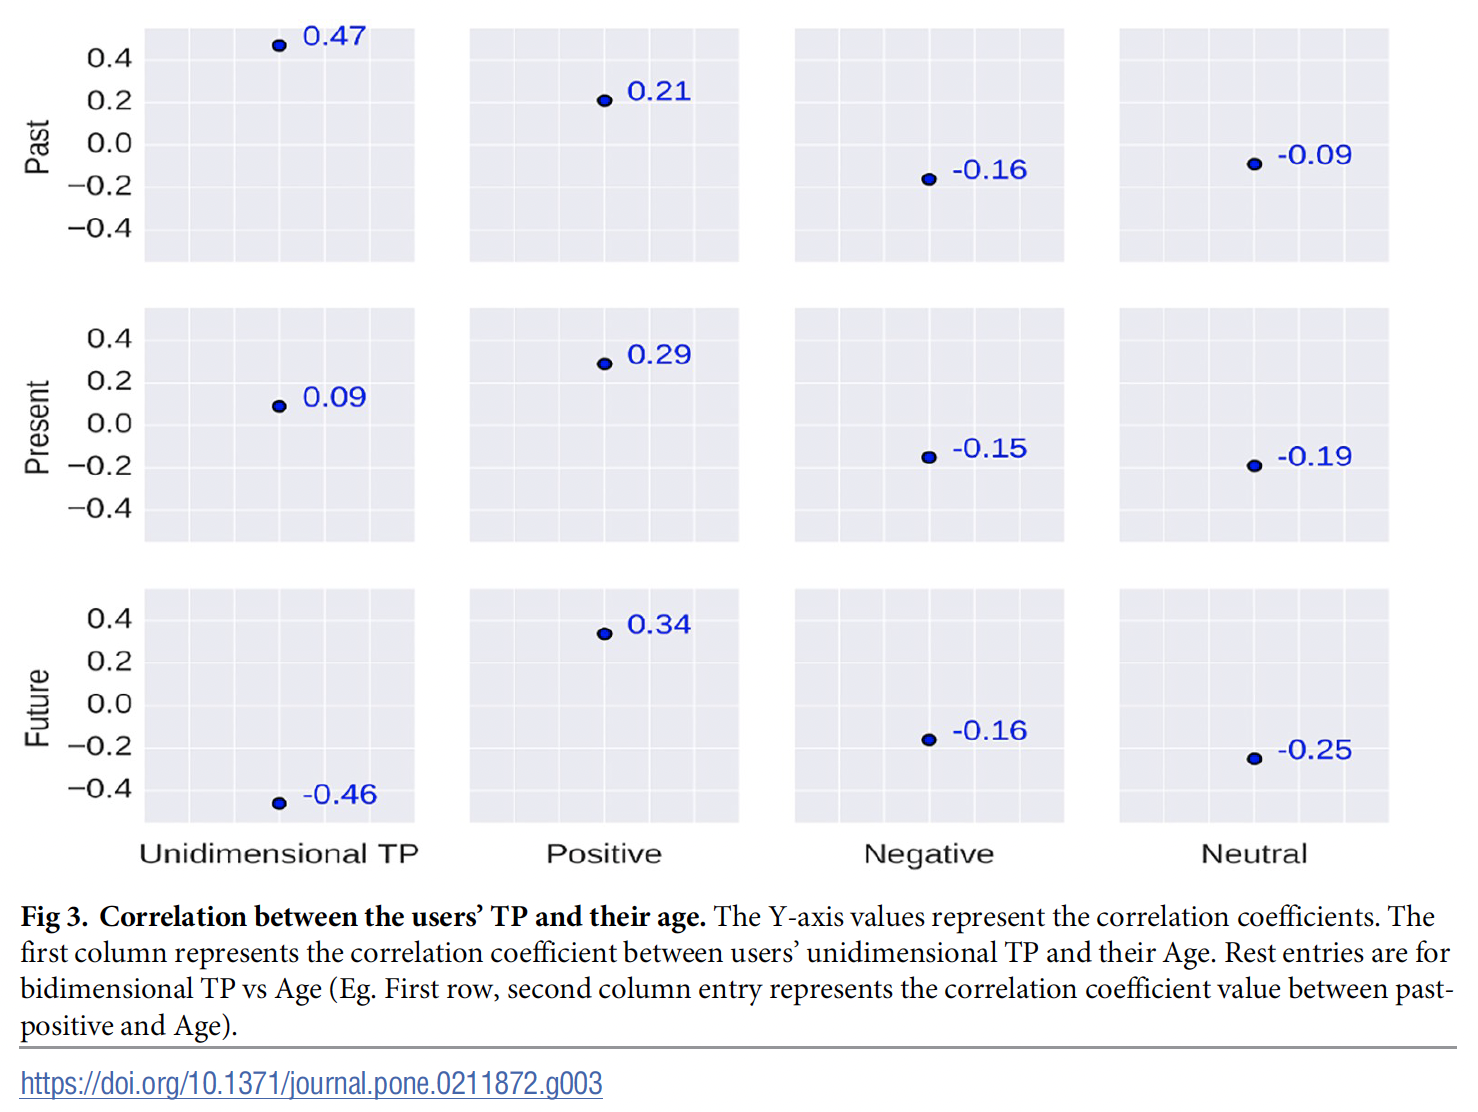 0.47
0.21
-0.16
-0.09
0.4
0.2
0.0
−0.2
−0.4
Past
0.09
0.29
-0.15
-0.19
0.4
0.2
0.0
−0.2
−0.4
Present
-0.46
0.34
-0.16
-0.25
0.4
0.2
0.0
−0.2
−0.4
Future
Unidimensional TP
Positive
Negative
Neutral
Fig 3. Correlation between the users’ TP and their age. The Y-axis values represent the correlation coefficients. The
first column represents the correlation coefficient between users’ unidimensional TP and their Age. Rest entries are for
bidimensional TP vs Age (Eg. First row, second column entry represents the correlation coefficient value between past-
positive and Age).
https://doi.org/10.1371/journal.pone.0211872.g003